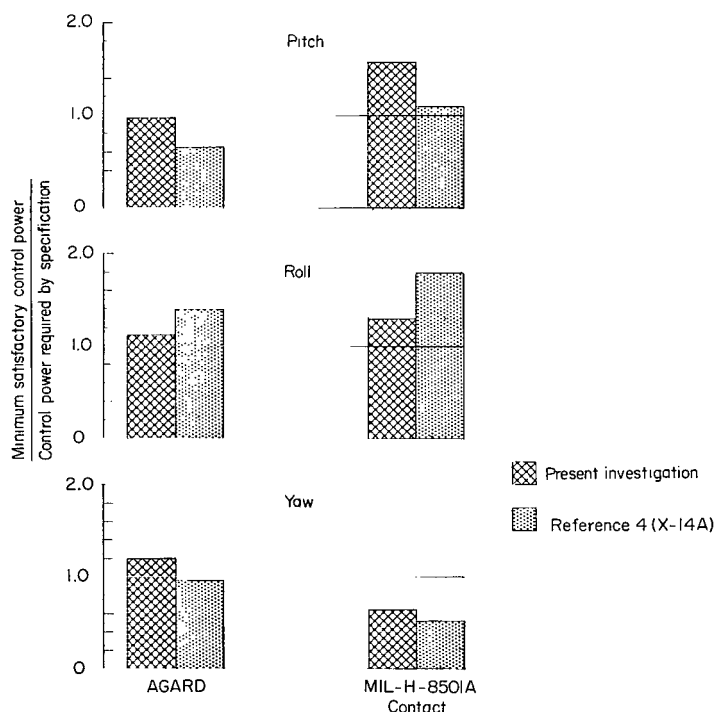 Minimum satisfactory control power
Control power required by specification
Pitch
2.0
1.0
0
Roll
2.0
1.0
0
Yaw
2.0
1.0
0
AGARD
MIL-H-8501A
Contact
Present investigation
Reference 4 (X-14A)